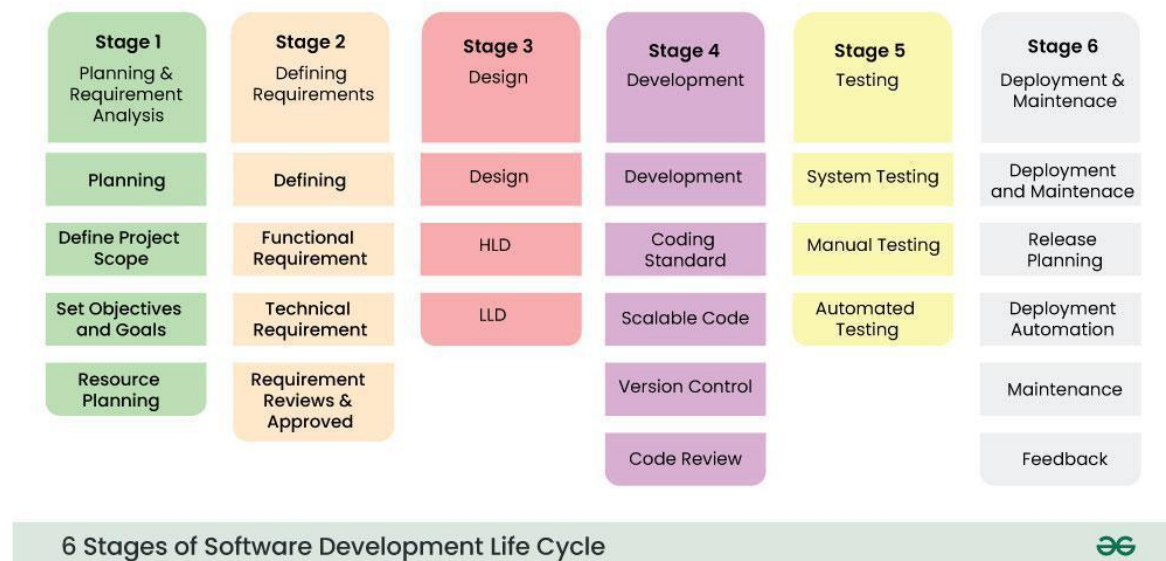 Stage 1
Planning &
Requirement
Analysis
Planning
Define Project
Scope
Set Objectives
and Goals
Resource
Planning
Stage 2
Defining
Requirements
Defining
Functional
Requirement
Technical
Requirement
Requirement
Reviews &
Approved
Stage 3
Design
Design
HLD
LLD
Stage 4
Development
Development
Coding
Standard
Scalable Code
Version Control
Code Review
Stage 5
Testing
System Testing
Manual Testing
Automated
Testing
Stage 6
Deployment &
Maintenace
Deployment
and Maintenace
Release
Planning
Deployment
Automation
Maintenance
Feedback
6 Stages of Software Development Life Cycle